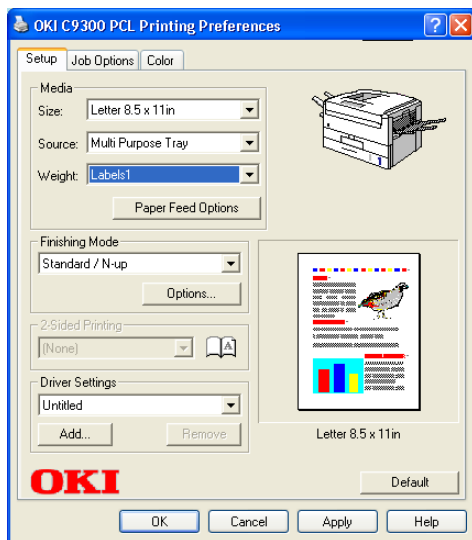 OKI C9300 PCL Printing Preferences
Setup Job Options Color
Media
Size: Letter 8.5 x 11in
Source: Multi Purpose Tray
Weight: Labels1
Paper Feed Options
Finishing Mode
Standard / N-up
Options...
2-Sided Printing
(None)
A
Driver Settings
Untitled
Add... Remove
Letter 8.5 x 11in
OKI
Default
OK Cancel Apply Help